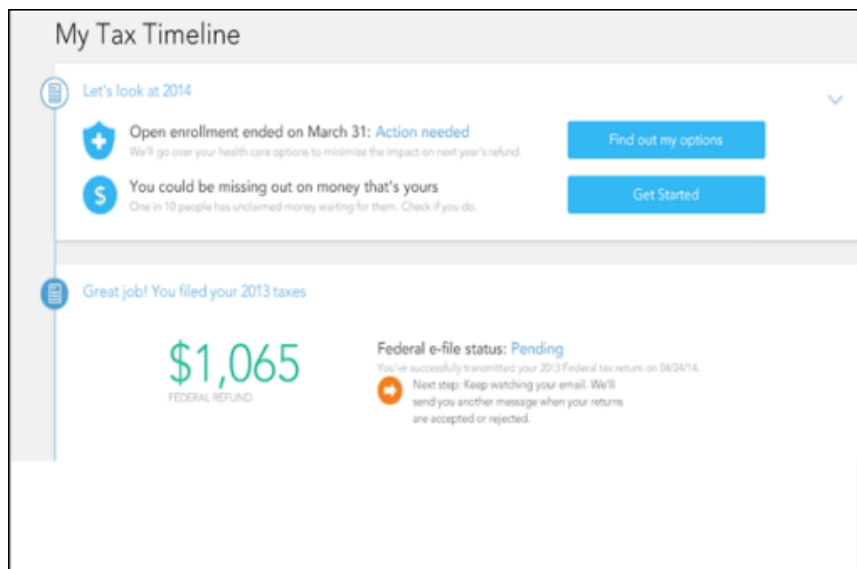 My Tax Timeline
Let's look at 2014
Open enrollment ended on March 31: Action needed
We'll go over your health care options to minimize the impact on next year's refund.
Find out my options
You could be missing out on money that's yours
One in 10 people has unclaimed money waiting for them. Check if you do.
Get Started
Great job! You filed your 2013 taxes
$1,065
FEDERAL REFUND
Federal e-file status: Pending
You've successfully transmitted your 2013 Federal tax return on 04/24/14.
Next step: Keep watching your email. We'll
send you another message when your returns
are accepted or rejected.